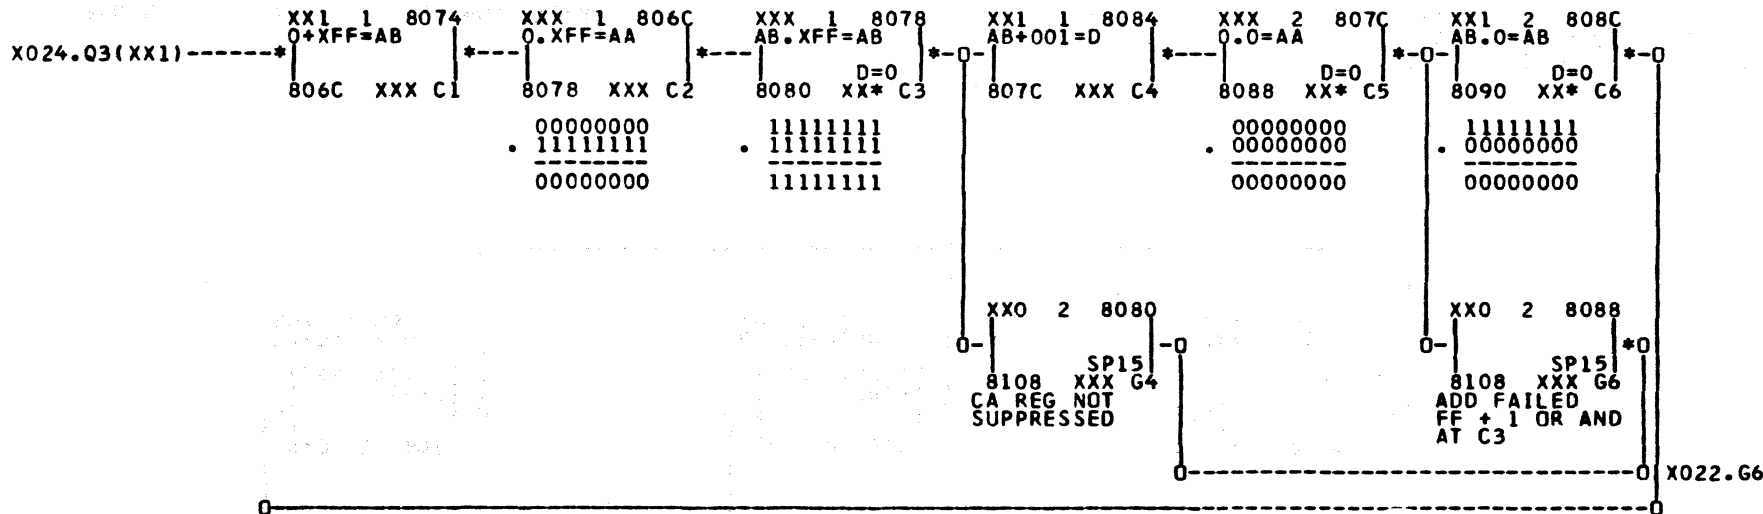 XX1 1 8074 XXX 1 806C XXX 1 8078 XX1 1 8084 XXX 2 807C XX1 2 808C
0+XFF=AB 0.XFF=AA AB.XFF=AB AB+001=D 0.0=AA AB.0=AB
X024.Q3(XX1)------* *--- *--- *-O- *--- *-O- *-O
D=0 D=0 D=0
806C XXX C1 8078 XXX C2 8080 XX* C3 807C XXX C4 8088 XX* C5 8090 XX* C6
00000000 11111111 00000000 11111111
. 11111111 . 11111111 . 00000000 . 00000000
-------- -------- -------- --------
00000000 11111111 00000000 00000000
XX0 2 8080 XX0 2 8088
O- -O O- *O
SP15 SP15
8108 XXX G4 8108 XXX G6
CA REG NOT ADD FAILED
SUPPRESSED FF + 1 OR AND
AT C3
O--------------------------------------O X022.G6